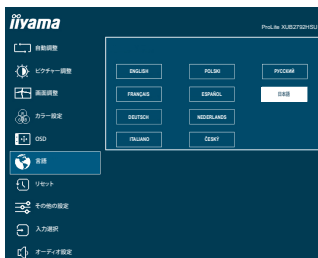 iiyama
ProLite XUB2792HSU
自動調整
ピクチャー調整
画面調整
カラー設定
OSD
言語
リセット
その他の設定
入力選択
オーディオ設定
ENGLISH
POLSKI
РУССКИЙ
FRANÇAIS
ESPAÑOL
日本語
DEUTSCH
NEDERLANDS
ITALIANO
ČESKÝ